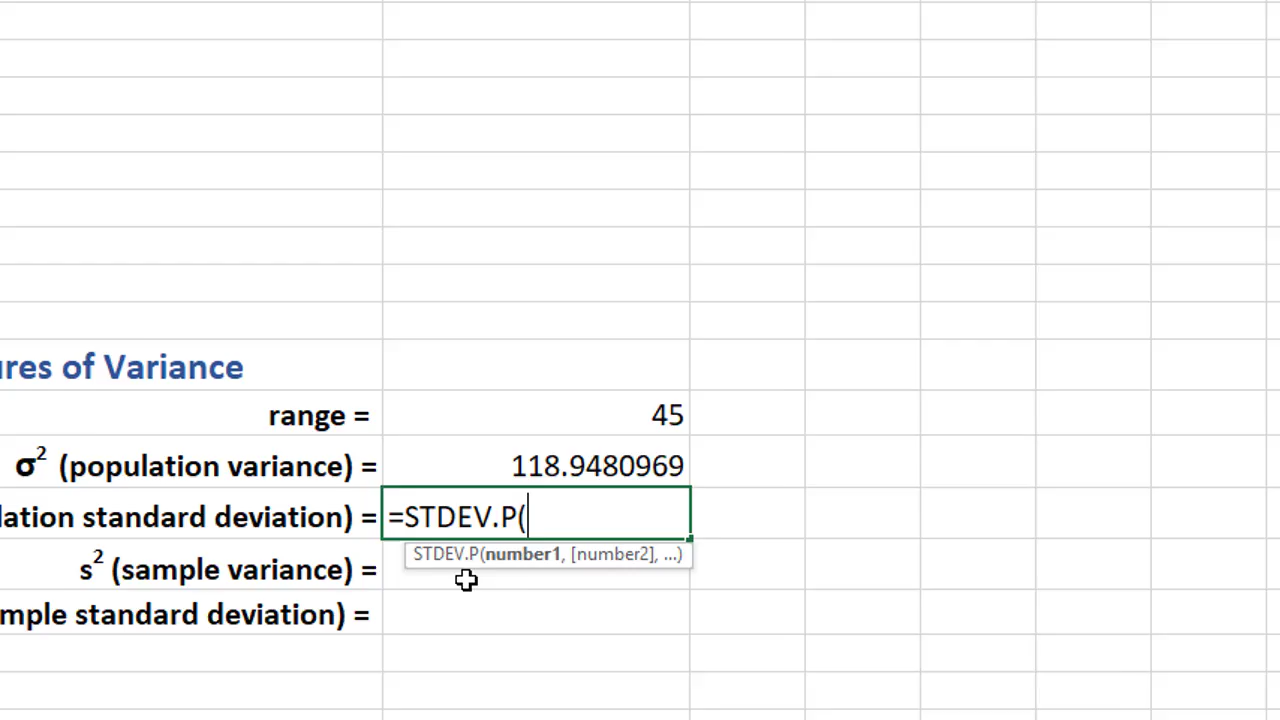 ures of Variance
range = 45
σ² (population variance) = 118.9480969
lation standard deviation) = =STDEV.P(
STDEV.P(number1, [number2], ...)
s² (sample variance) =
mple standard deviation) =